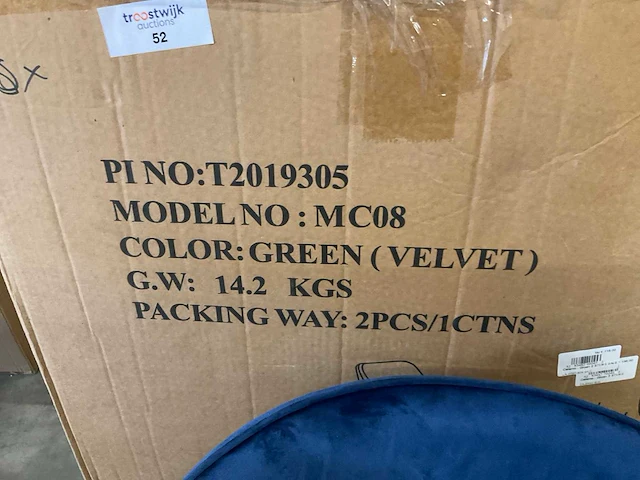 troostwijk
auctions
52
PI NO:T2019305
MODEL NO : MC08
COLOR: GREEN ( VELVET )
G.W: 14.2 KGS
PACKING WAY: 2PCS/1CTNS